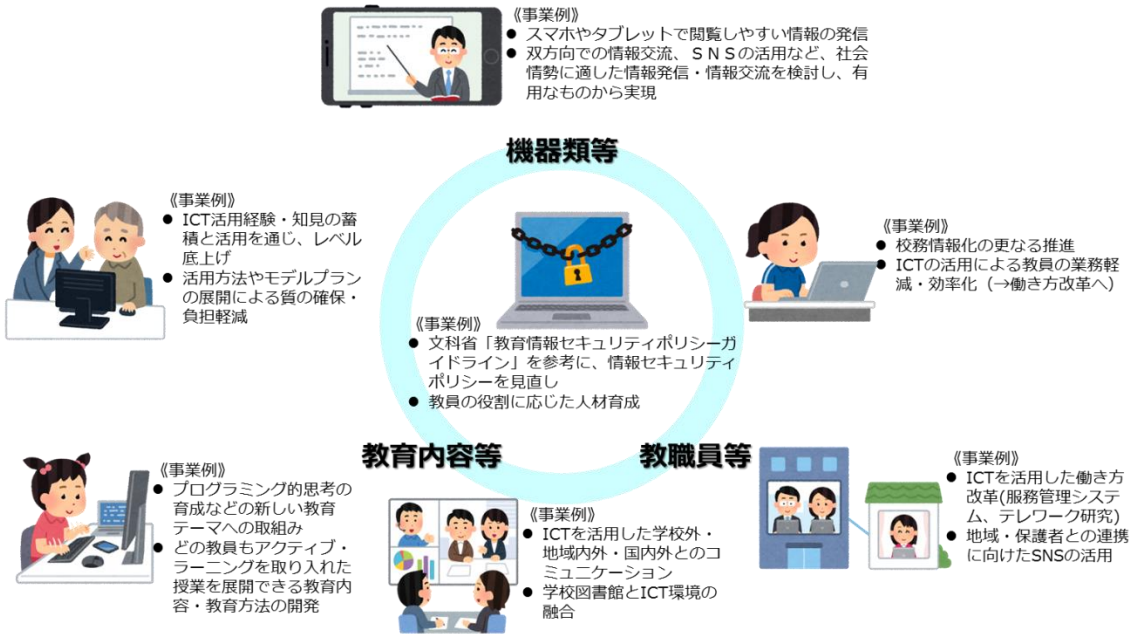 《事業例》
● スマホやタブレットで閲覧しやすい情報の発信
● 双方向での情報交流、ＳＮＳの活用など、社会
情勢に適した情報発信・情報交流を検討し、有
用なものから実現
機器類等
《事業例》
● ICT活用経験・知見の蓄
積と活用を通じ、レベル
底上げ
● 活用方法やモデルプラン
の展開による質の確保・
負担軽減
《事業例》
● 校務情報化の更なる推進
● ICTの活用による教員の業務軽
減・効率化（→働き方改革へ）
《事業例》
● 文科省「教育情報セキュリティポリシーガ
イドライン」を参考に、情報セキュリティ
ポリシーを見直し
● 教員の役割に応じた人材育成
教育内容等
教職員等
《事業例》
● プログラミング的思考の
育成などの新しい教育
テーマへの取組み
● どの教員もアクティブ・
ラーニングを取り入れた
授業を展開できる教育内
容・教育方法の開発
《事業例》
● ICTを活用した学校外・
地域内外・国内外とのコ
ミュニケーション
● 学校図書館とICT環境の
融合
《事業例》
● ICTを活用した働き方
改革(服務管理システ
ム、テレワーク研究)
● 地域・保護者との連携
に向けたSNSの活用